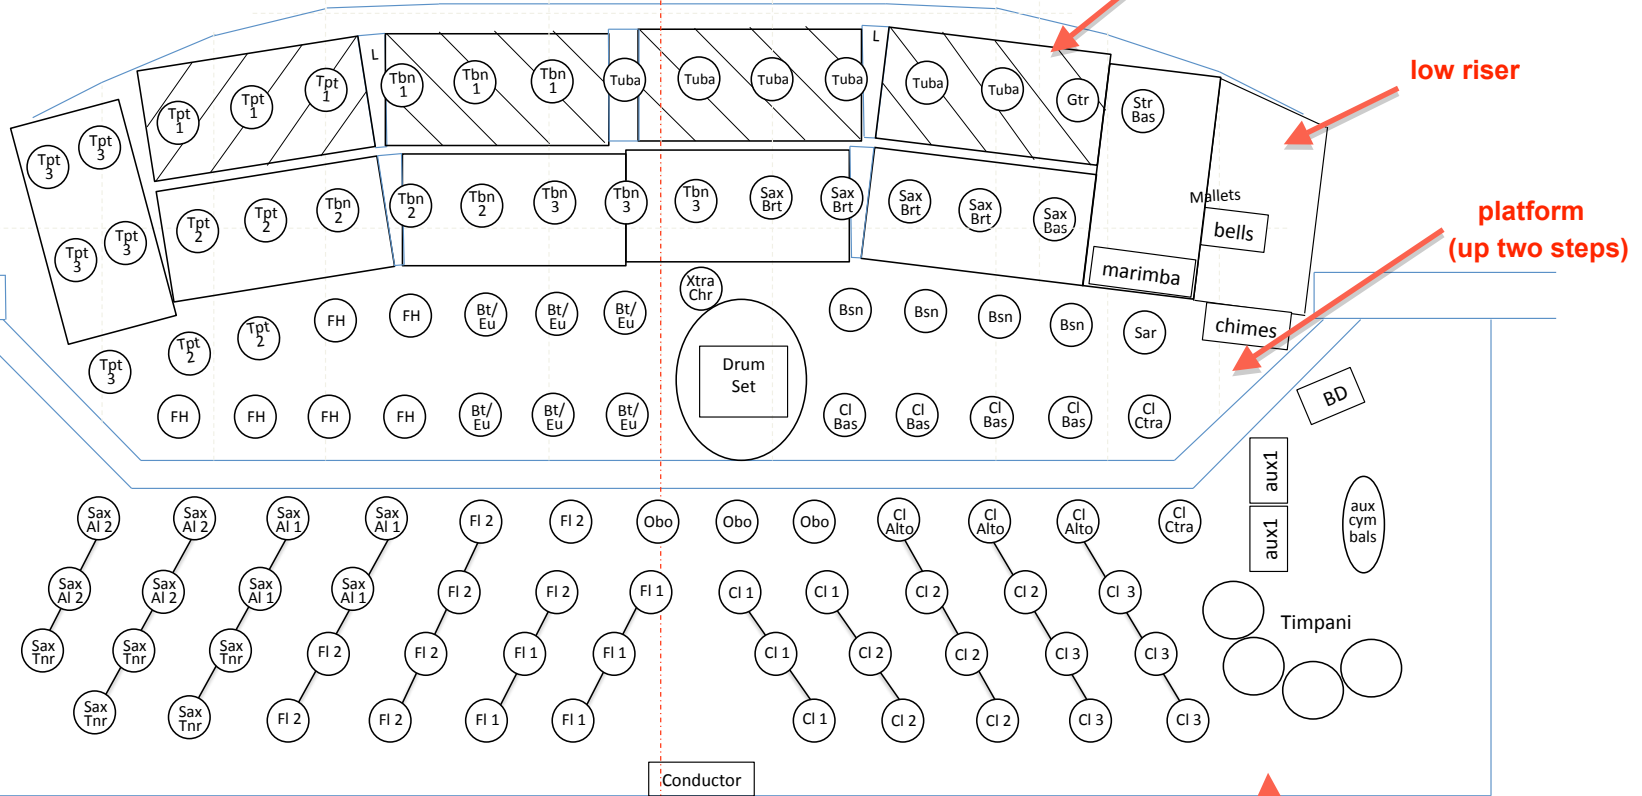 L
L
Tpt 1
Tpt 1
Tpt 1
Tbn 1
Tbn 1
Tbn 1
Tuba
Tuba
Tuba
Tuba
Tuba
Tuba
Gtr
Str Bas
low riser
Tpt 3
Tpt 3
Tpt 3
Tpt 3
Tpt 2
Tpt 2
Tbn 2
Tbn 2
Tbn 2
Tbn 3
Tbn 3
Tbn 3
Sax Brt
Sax Brt
Sax Brt
Sax Brt
Sax Bas
Mallets
bells
marimba
chimes
platform
(up two steps)
Tpt 3
Tpt 2
Tpt 2
FH
FH
Bt/ Eu
Bt/ Eu
Bt/ Eu
Xtra Chr
Bsn
Bsn
Bsn
Bsn
Sar
Drum
Set
BD
FH
FH
FH
FH
Bt/ Eu
Bt/ Eu
Bt/ Eu
Cl Bas
Cl Bas
Cl Bas
Cl Bas
Cl Ctra
aux1
aux1
aux
cym
bals
Sax Al 2
Sax Al 2
Sax Al 1
Sax Al 1
Fl 2
Fl 2
Obo
Obo
Obo
Cl Alto
Cl Alto
Cl Alto
Cl Ctra
Sax Al 2
Sax Al 2
Sax Al 1
Sax Al 1
Fl 2
Fl 2
Fl 1
Cl 1
Cl 1
Cl 2
Cl 2
Cl 3
Timpani
Sax Tnr
Sax Tnr
Sax Tnr
Fl 2
Fl 2
Fl 1
Fl 1
Cl 1
Cl 2
Cl 2
Cl 3
Cl 3
Sax Tnr
Sax Tnr
Fl 2
Fl 2
Fl 1
Fl 1
Cl 1
Cl 2
Cl 2
Cl 3
Cl 3
Conductor